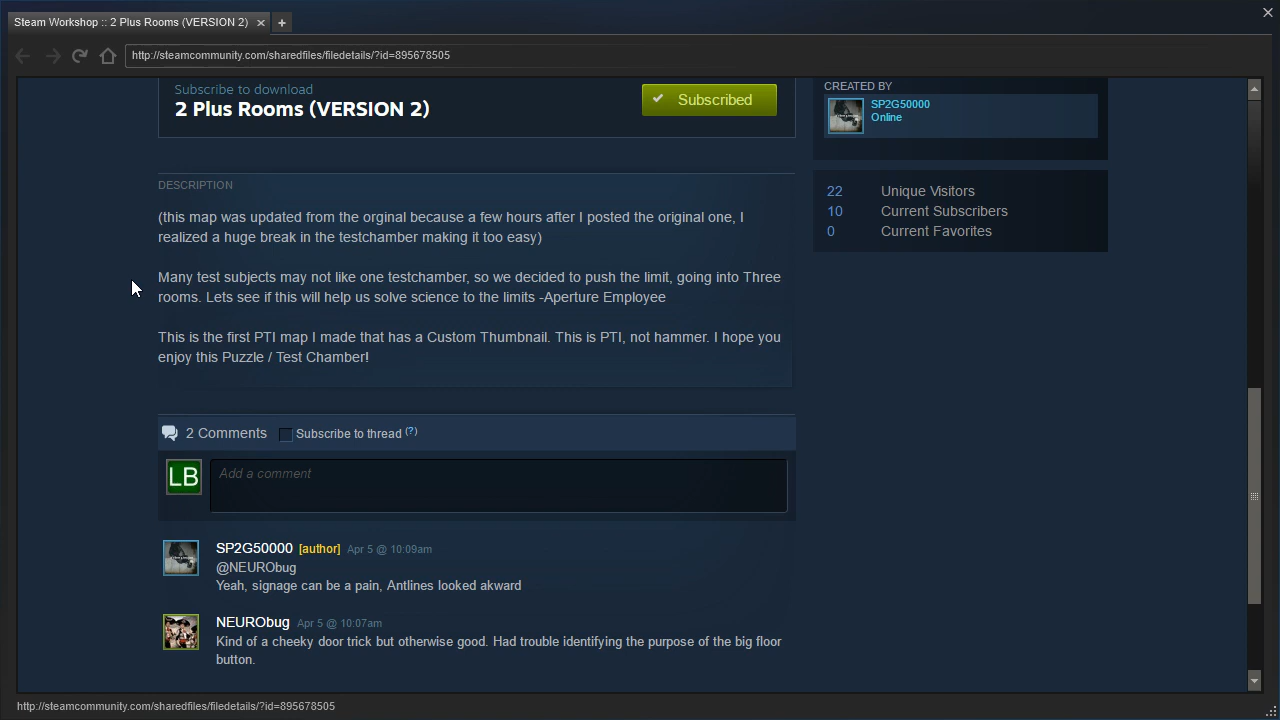 Steam Workshop :: 2 Plus Rooms (VERSION 2)
http://steamcommunity.com/sharedfiles/filedetails/?id=895678505
Subscribe to download
2 Plus Rooms (VERSION 2)
Subscribed
CREATED BY
SP2G50000
Online
22 Unique Visitors
10 Current Subscribers
0 Current Favorites
DESCRIPTION
(this map was updated from the orginal because a few hours after I posted the original one, I
realized a huge break in the testchamber making it too easy)
Many test subjects may not like one testchamber, so we decided to push the limit, going into Three
rooms. Lets see if this will help us solve science to the limits -Aperture Employee
This is the first PTI map I made that has a Custom Thumbnail. This is PTI, not hammer. I hope you
enjoy this Puzzle / Test Chamber!
2 Comments Subscribe to thread (?)
LB
Add a comment
SP2G50000 [author] Apr 5 @ 10:09am
@NEURObug
Yeah, signage can be a pain, Antlines looked akward
NEURObug Apr 5 @ 10:07am
Kind of a cheeky door trick but otherwise good. Had trouble identifying the purpose of the big floor
button.
http://steamcommunity.com/sharedfiles/filedetails/?id=895678505